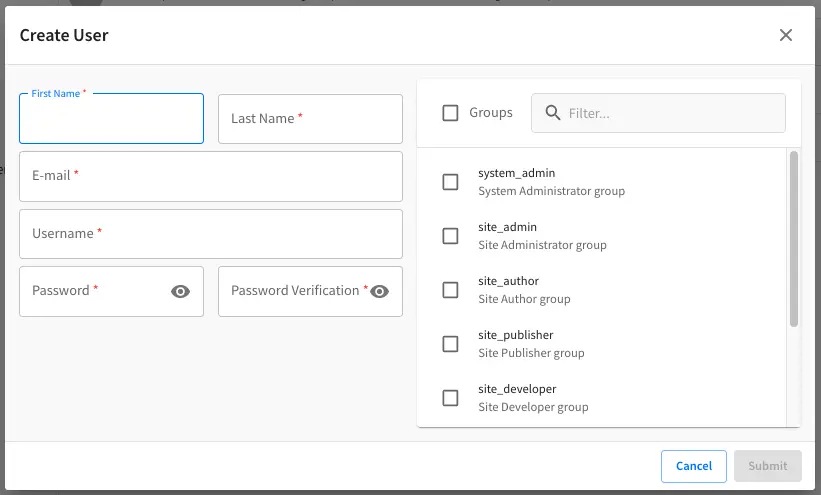 Create User
First Name *
Last Name *
E-mail *
Username *
Password *
Password Verification *
Groups
Filter...
system_admin
System Administrator group
site_admin
Site Administrator group
site_author
Site Author group
site_publisher
Site Publisher group
site_developer
Site Developer group
Cancel
Submit